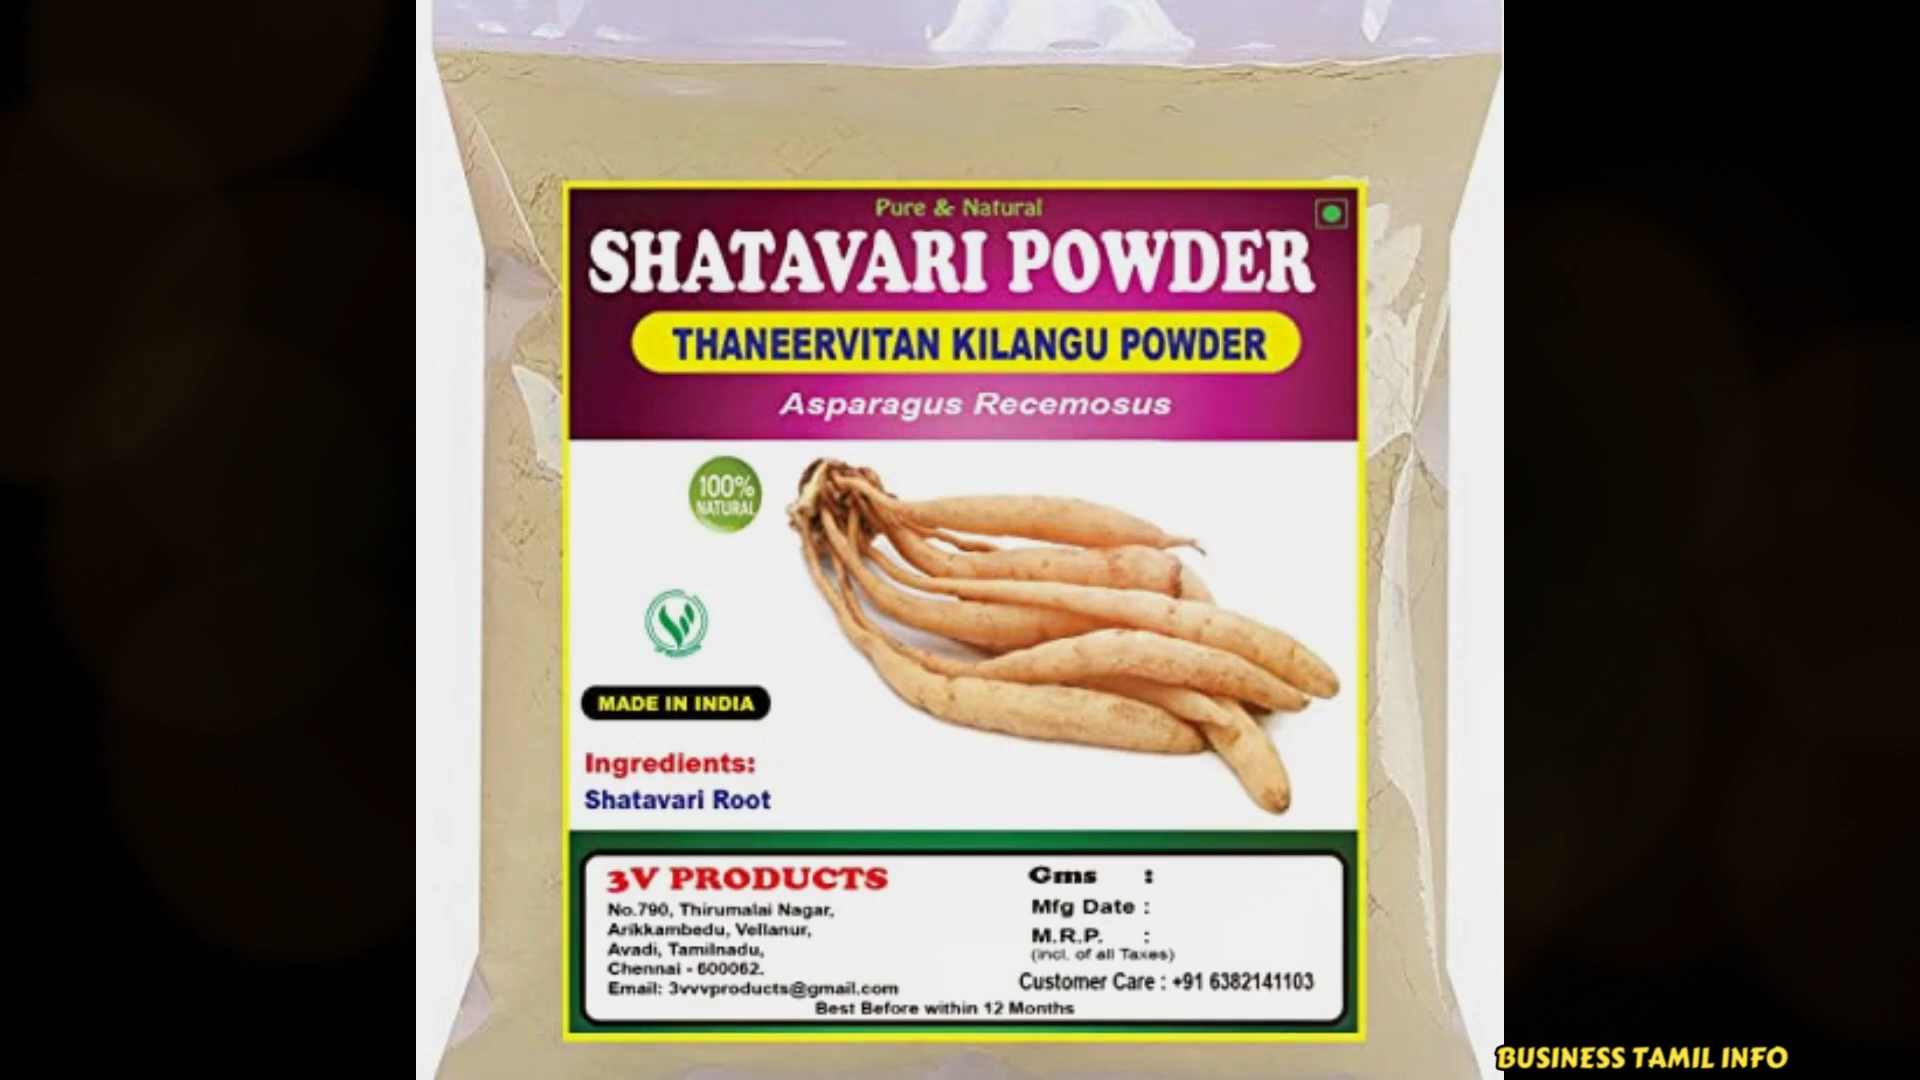 Pure & Natural
SHATAVARI POWDER
THANEERVITAN KILANGU POWDER
Asparagus Recemosus
100%
NATURAL
MADE IN INDIA
Ingredients:
Shatavari Root
3V PRODUCTS
No.790, Thirumalai Nagar,
Arikkambedu, Vellanur,
Avadi, Tamilnadu,
Chennai - 600062.
Email: 3vvvproducts@gmail.com
Gms :
Mfg Date :
M.R.P. :
(incl. of all Taxes)
Customer Care : +91 6382141103
Best Before within 12 Months
BUSINESS TAMIL INFO